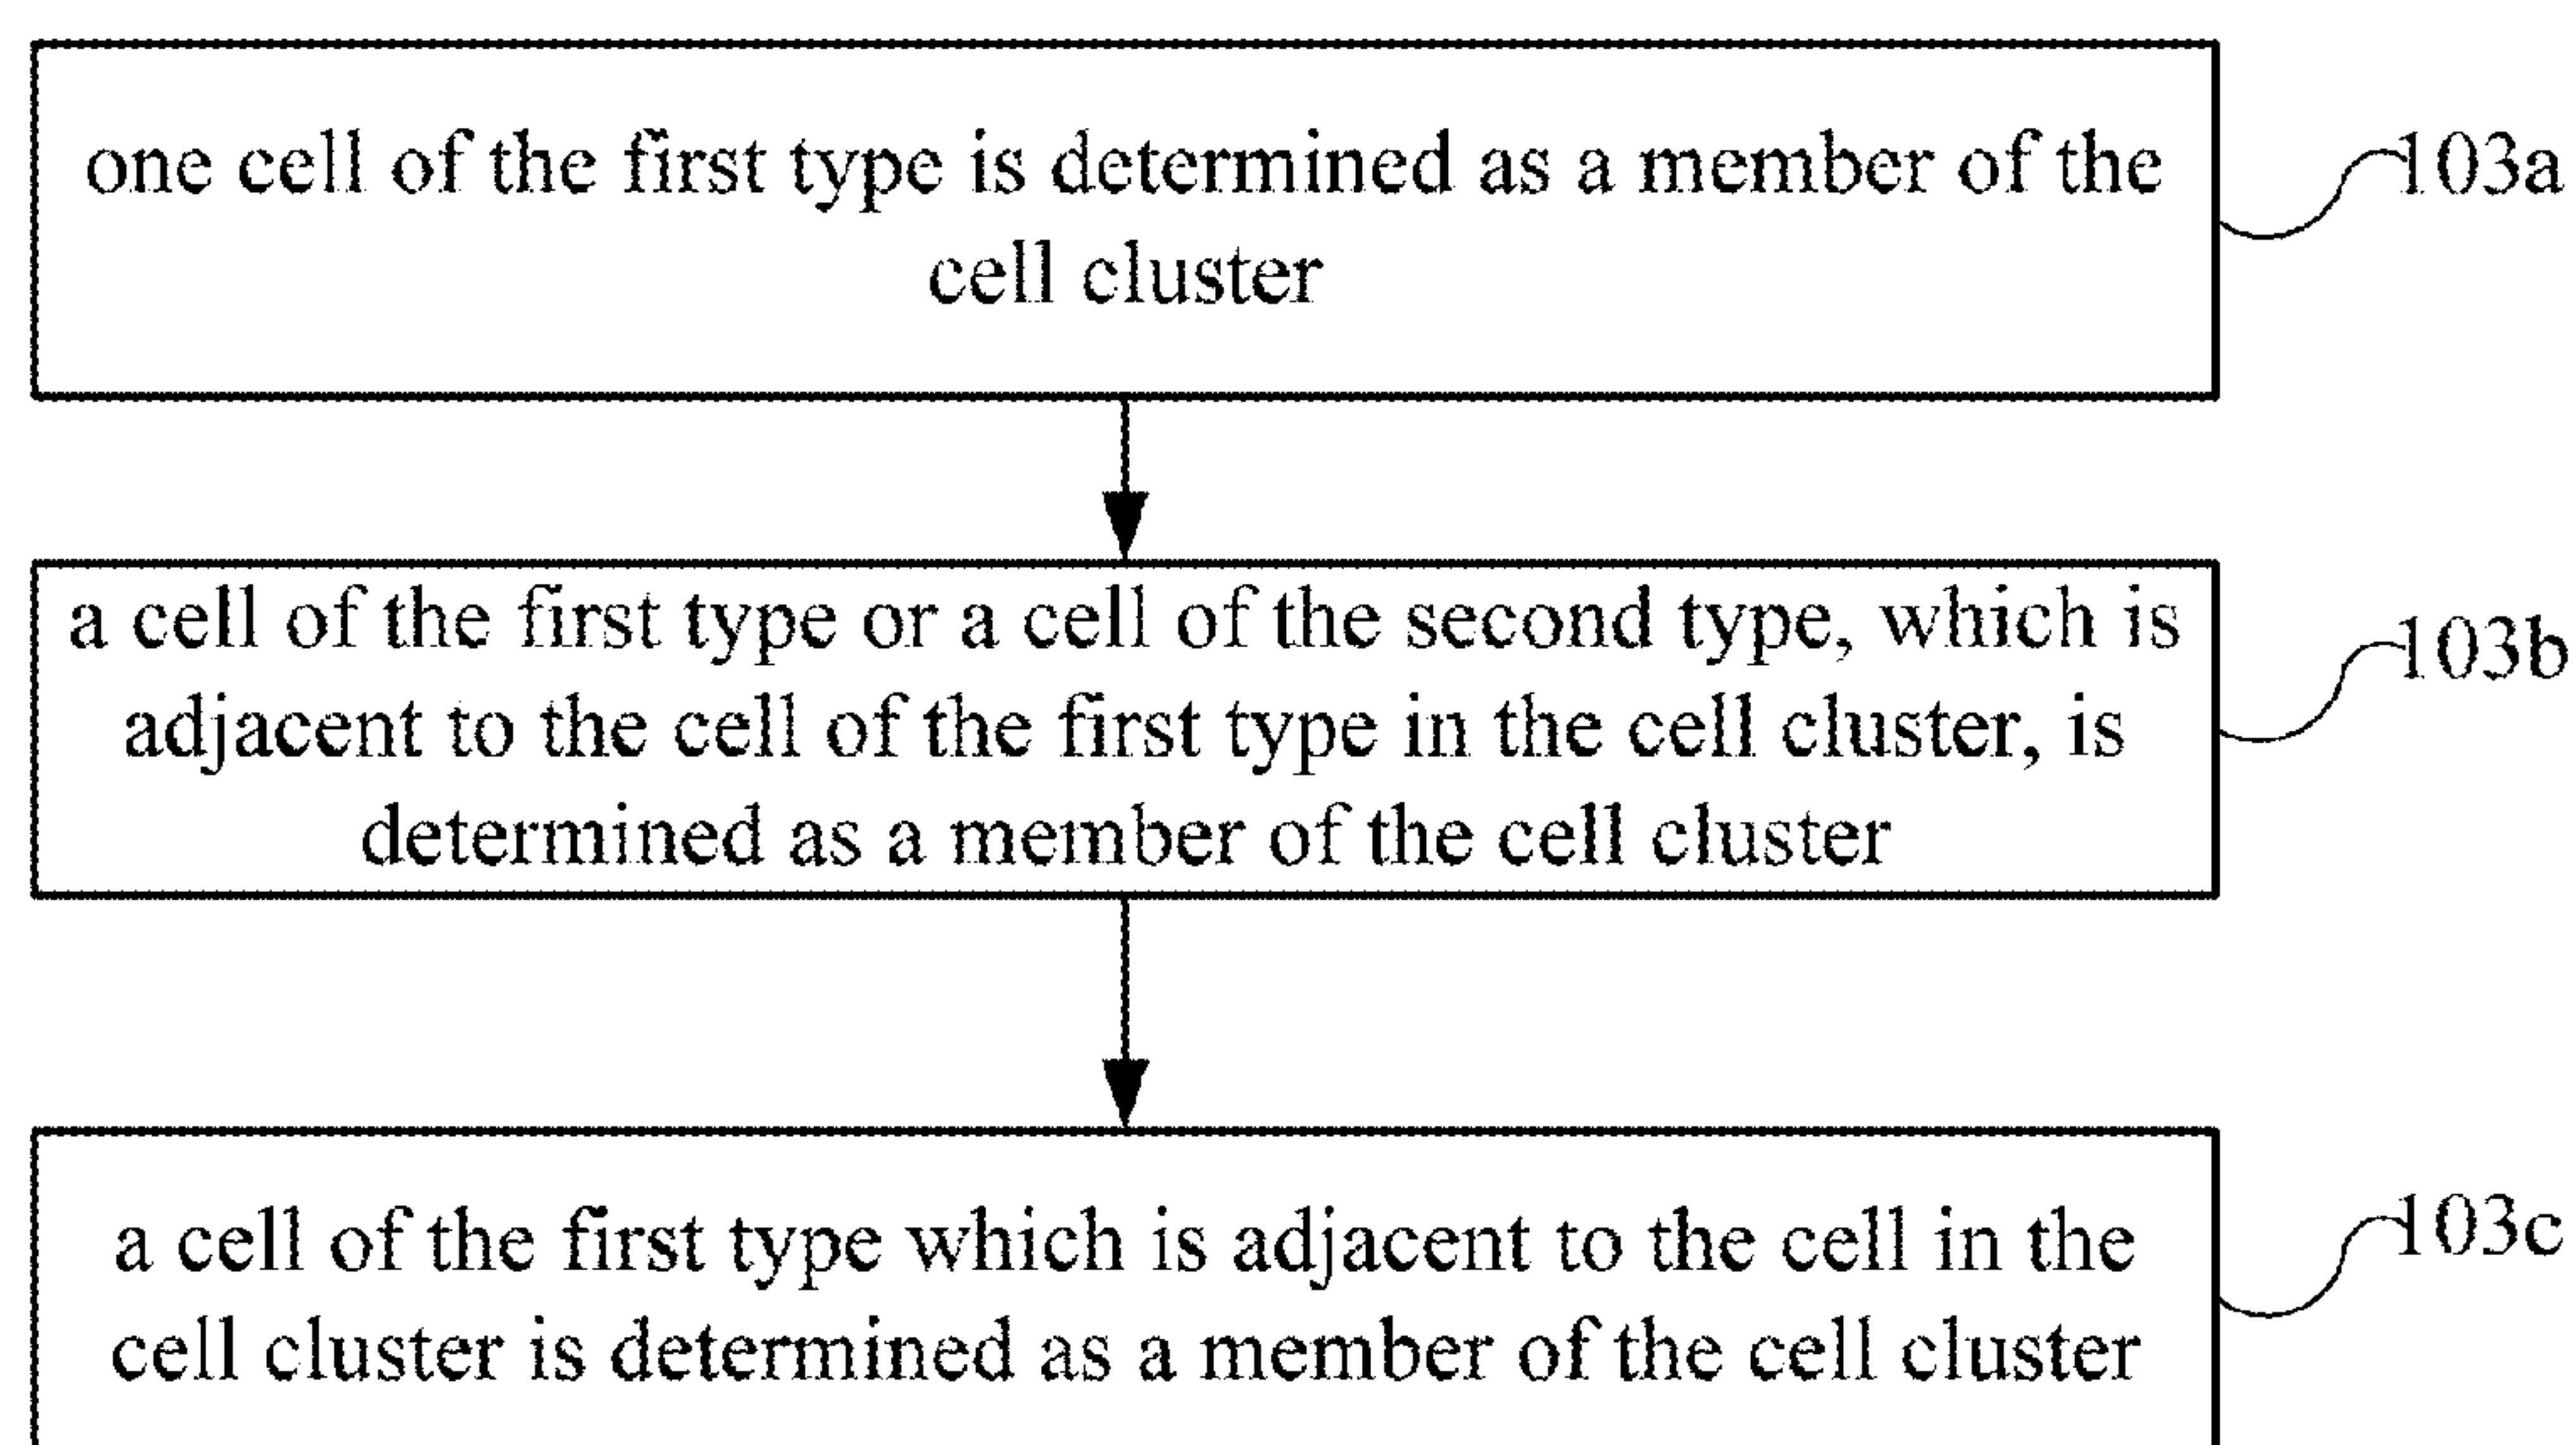 one cell of the first type is determined as a member of the
cell cluster
103a
a cell of the first type or a cell of the second type, which is
adjacent to the cell of the first type in the cell cluster, is
determined as a member of the cell cluster
103b
a cell of the first type which is adjacent to the cell in the
cell cluster is determined as a member of the cell cluster
103c